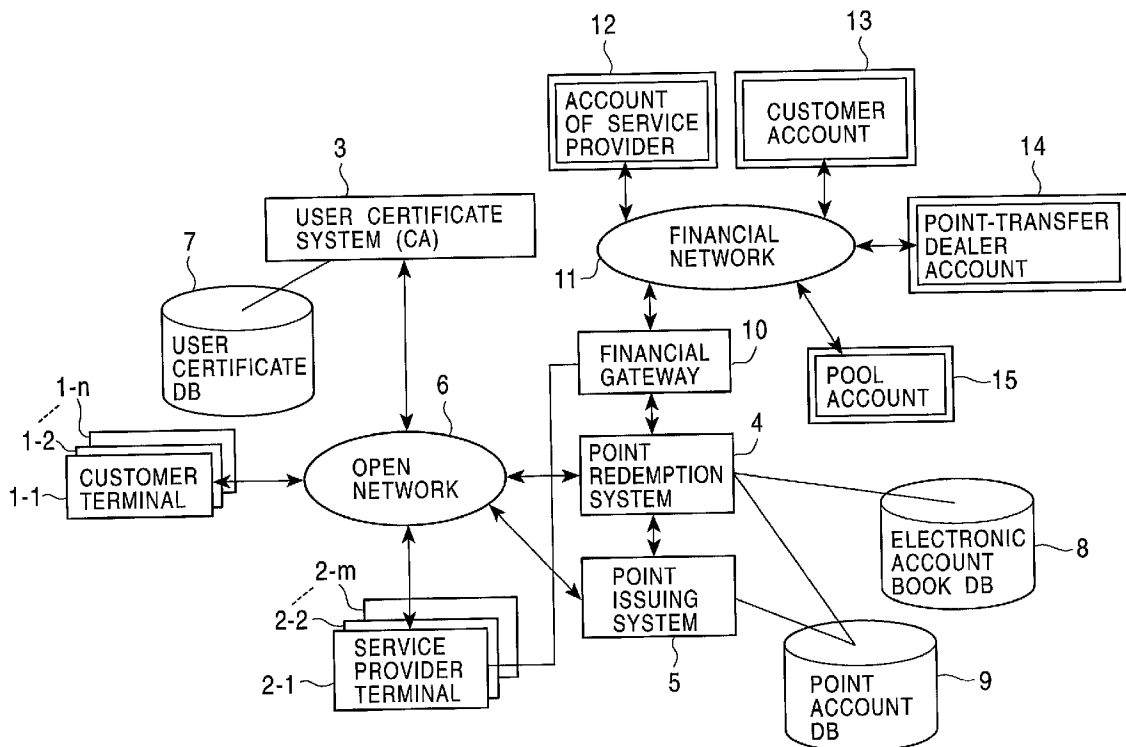 12
13
ACCOUNT
OF SERVICE
PROVIDER
CUSTOMER
ACCOUNT
14
3
USER CERTIFICATE
SYSTEM (CA)
POINT-TRANSFER
DEALER
ACCOUNT
FINANCIAL
NETWORK
11
7
USER
CERTIFICATE
DB
FINANCIAL
GATEWAY
10
POOL
ACCOUNT
15
1-n
1-2
1-1
CUSTOMER
TERMINAL
6
OPEN
NETWORK
4
POINT
REDEMPTION
SYSTEM
ELECTRONIC
ACCOUNT
BOOK DB
8
2-m
2-2
2-1
SERVICE
PROVIDER
TERMINAL
POINT
ISSUING
SYSTEM
5
POINT
ACCOUNT
DB
9